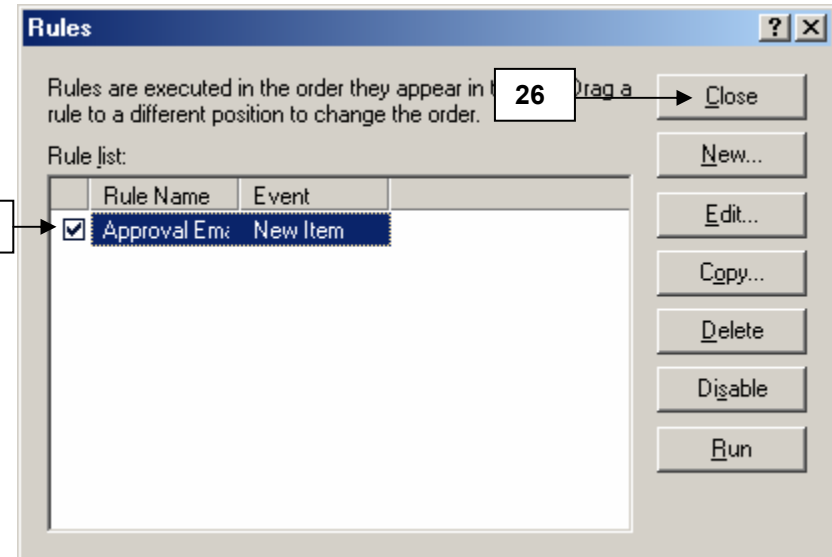 Rules
Rules are executed in the order they appear in t
26
Drag a
rule to a different position to change the order.
Close
Rule list:
New...
Rule Name Event
Edit...
Approval Ema New Item
Copy...
Delete
Disable
Run